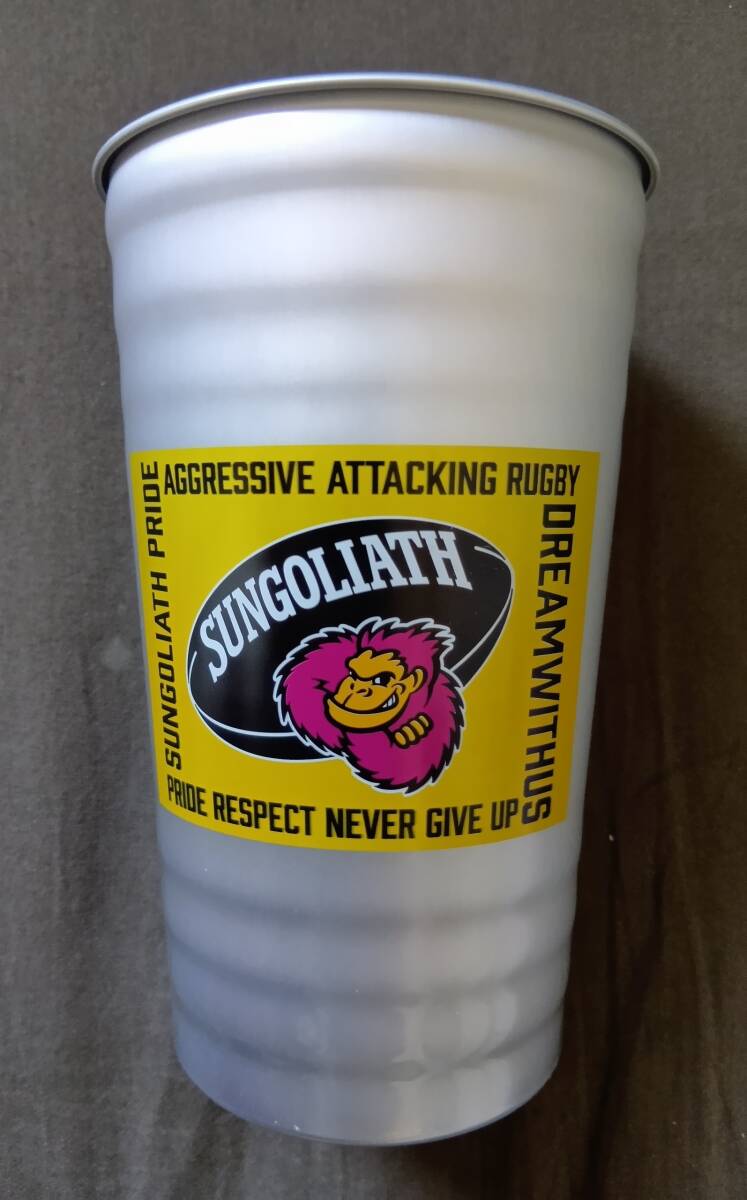 AGGRESSIVE ATTACKING RUGBY
SUNGOLIATH PRIDE
SUNGOLIATH
DREAMWITHUS
PRIDE RESPECT NEVER GIVE UP